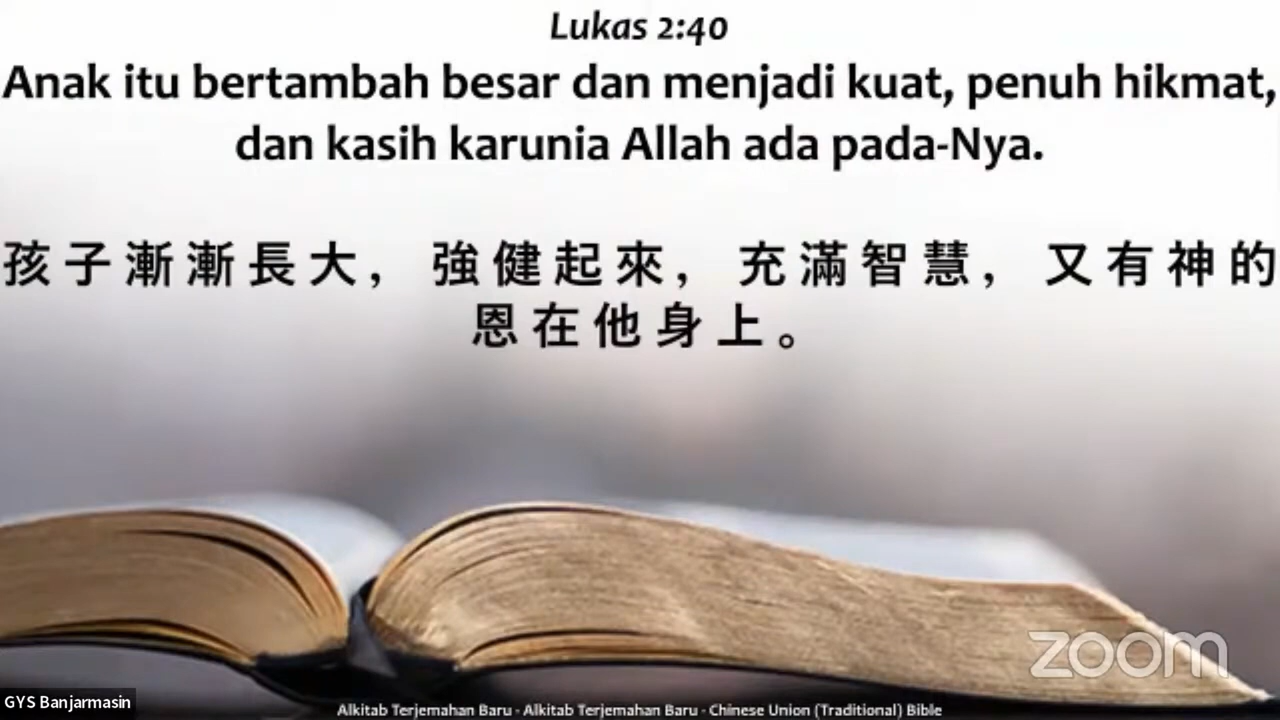 Lukas 2:40
Anak itu bertambah besar dan menjadi kuat, penuh hikmat,
dan kasih karunia Allah ada pada-Nya.
孩子漸漸長大，強健起來，充滿智慧，又有神的
恩在他身上。
zoom
GYS Banjarmasin
Alkitab Terjemahan Baru - Alkitab Terjemahan Baru - Chinese Union (Traditional) Bible